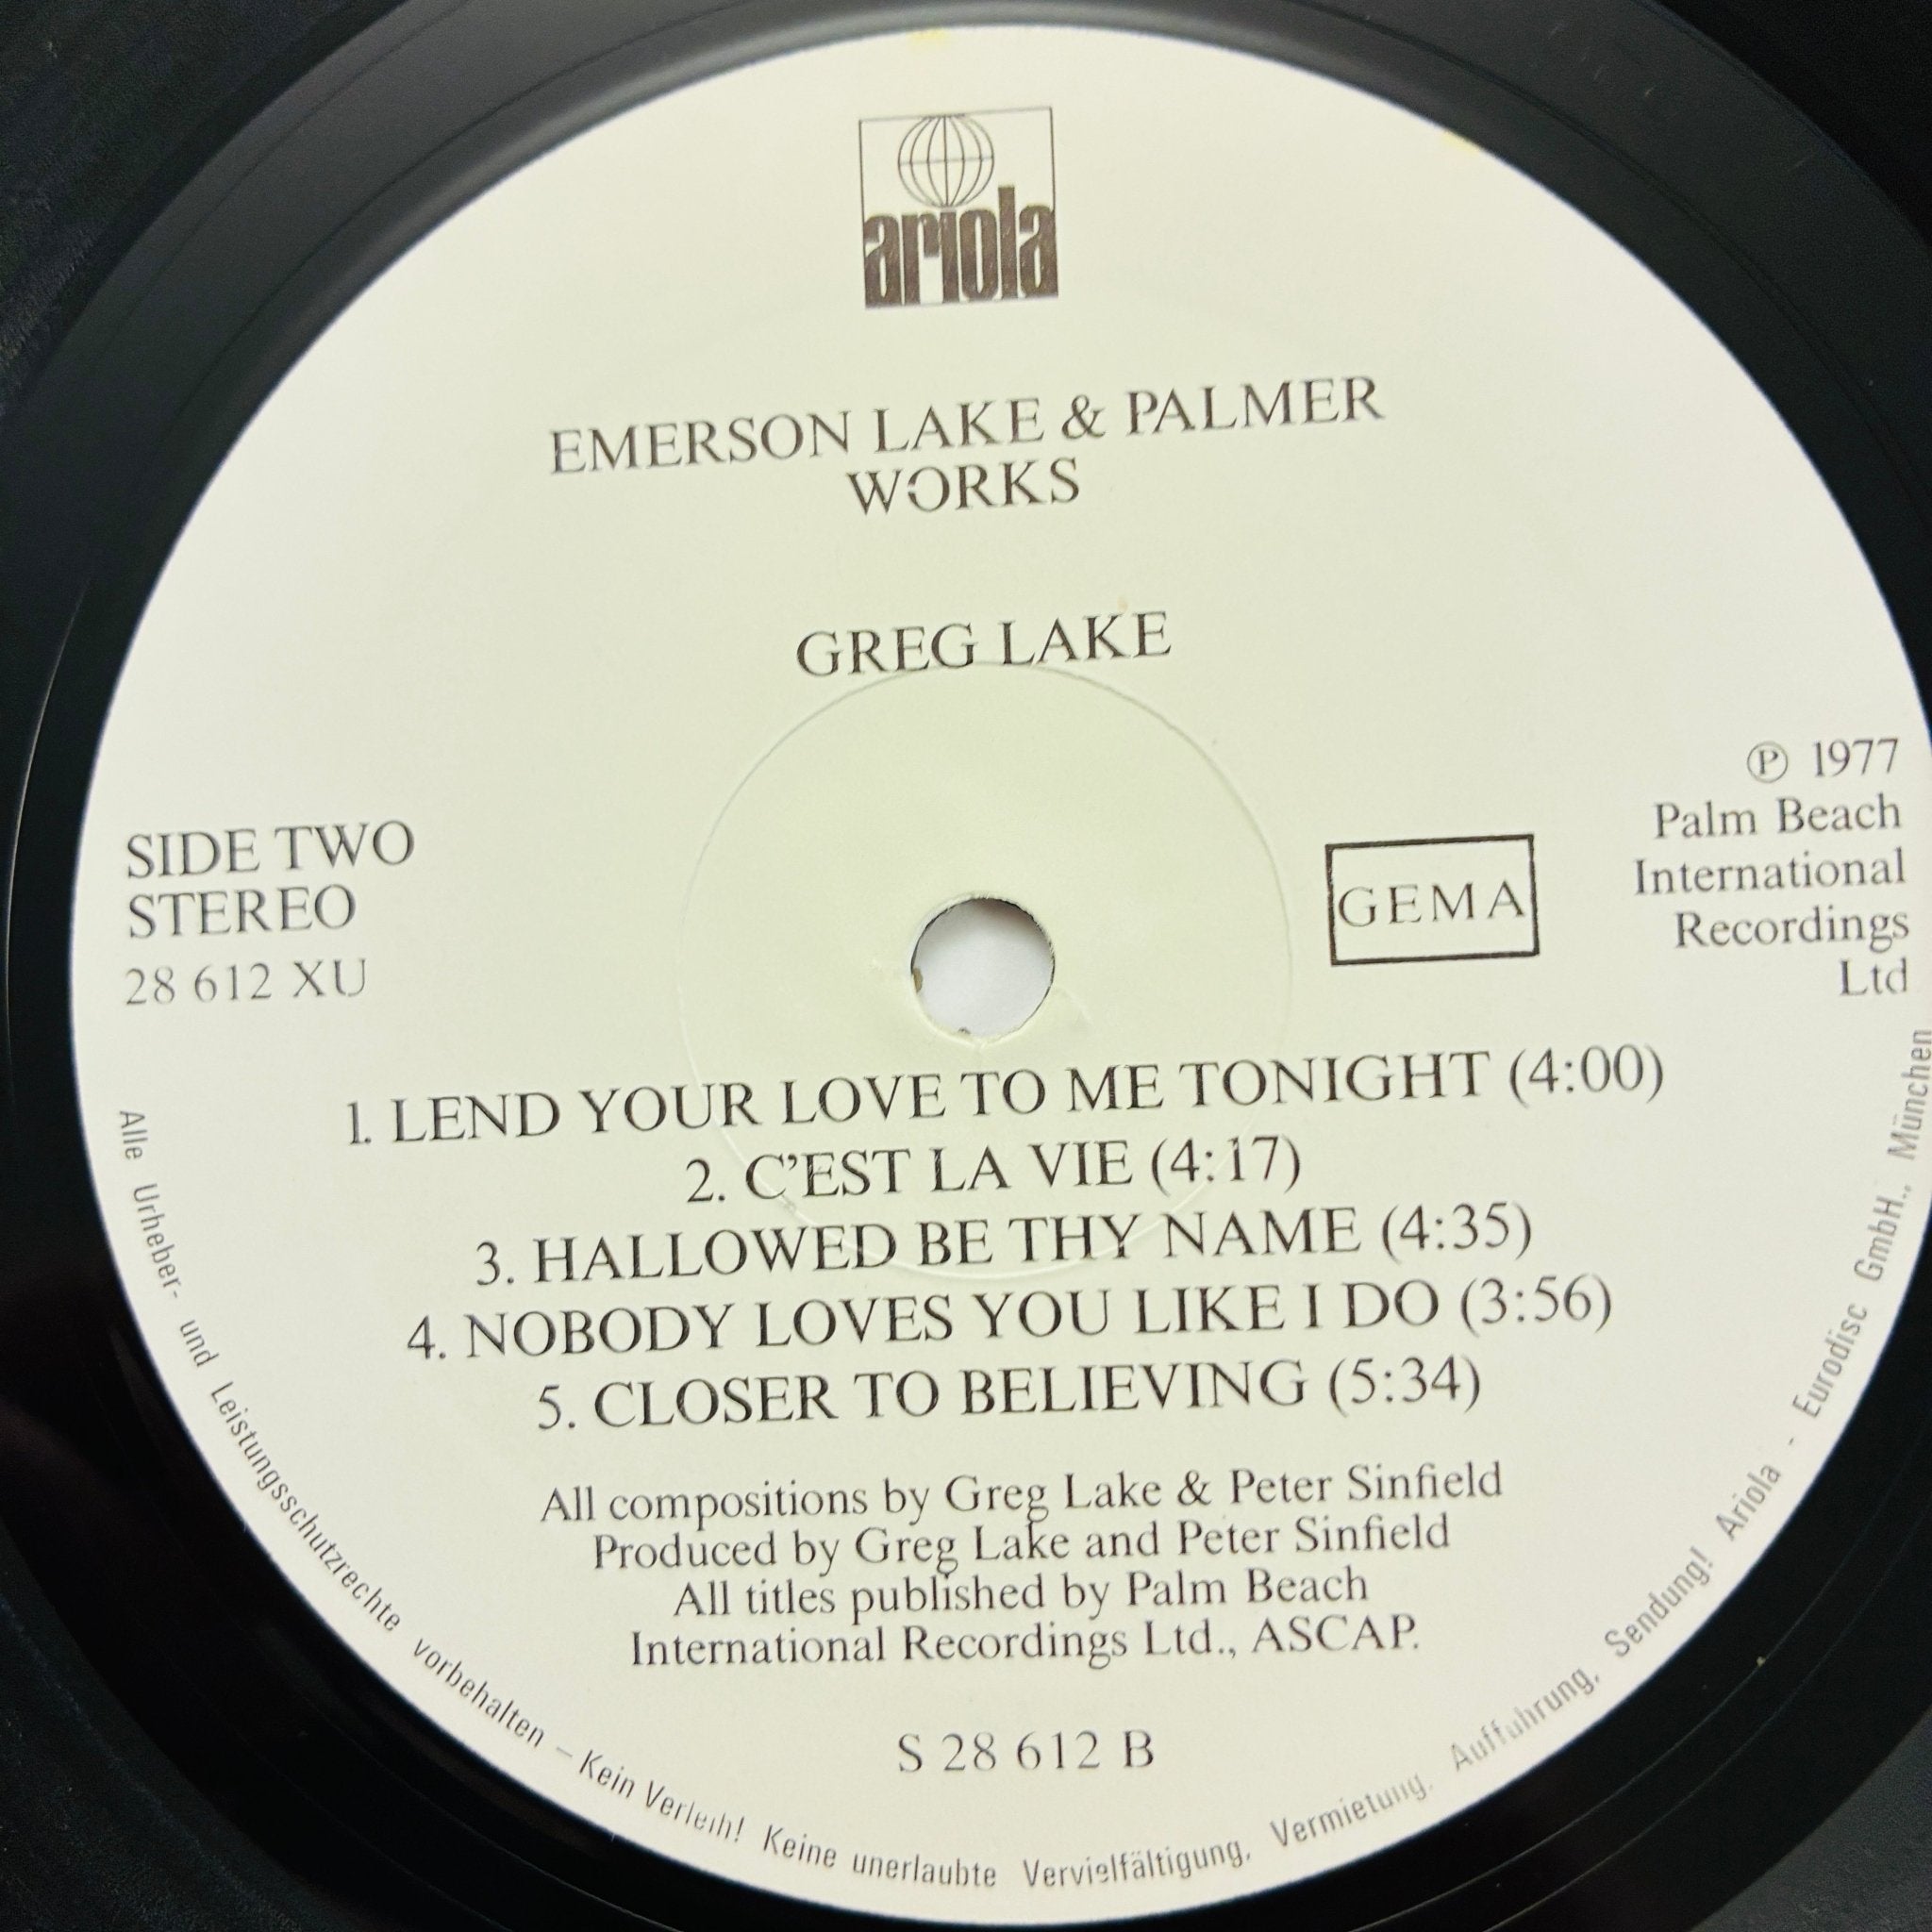 ariola
EMERSON LAKE & PALMER
WORKS
GREG LAKE
SIDE TWO
STEREO
28 612 XU
GEMA
Ⓟ 1977
Palm Beach
International
Recordings
Ltd
1. LEND YOUR LOVE TO ME TONIGHT (4:00)
2. C'EST LA VIE (4:17)
3. HALLOWED BE THY NAME (4:35)
4. NOBODY LOVES YOU LIKE I DO (3:56)
5. CLOSER TO BELIEVING (5:34)
All compositions by Greg Lake & Peter Sinfield
Produced by Greg Lake and Peter Sinfield
All titles published by Palm Beach
International Recordings Ltd., ASCAP.
S 28 612 B
Alle Urheber- und Leistungsschutzrechte vorbehalten – Kein Verleih! Keine unerlaubte Vervielfältigung, Vermietung, Aufführung, Sendung! Ariola - Eurodisc GmbH., München